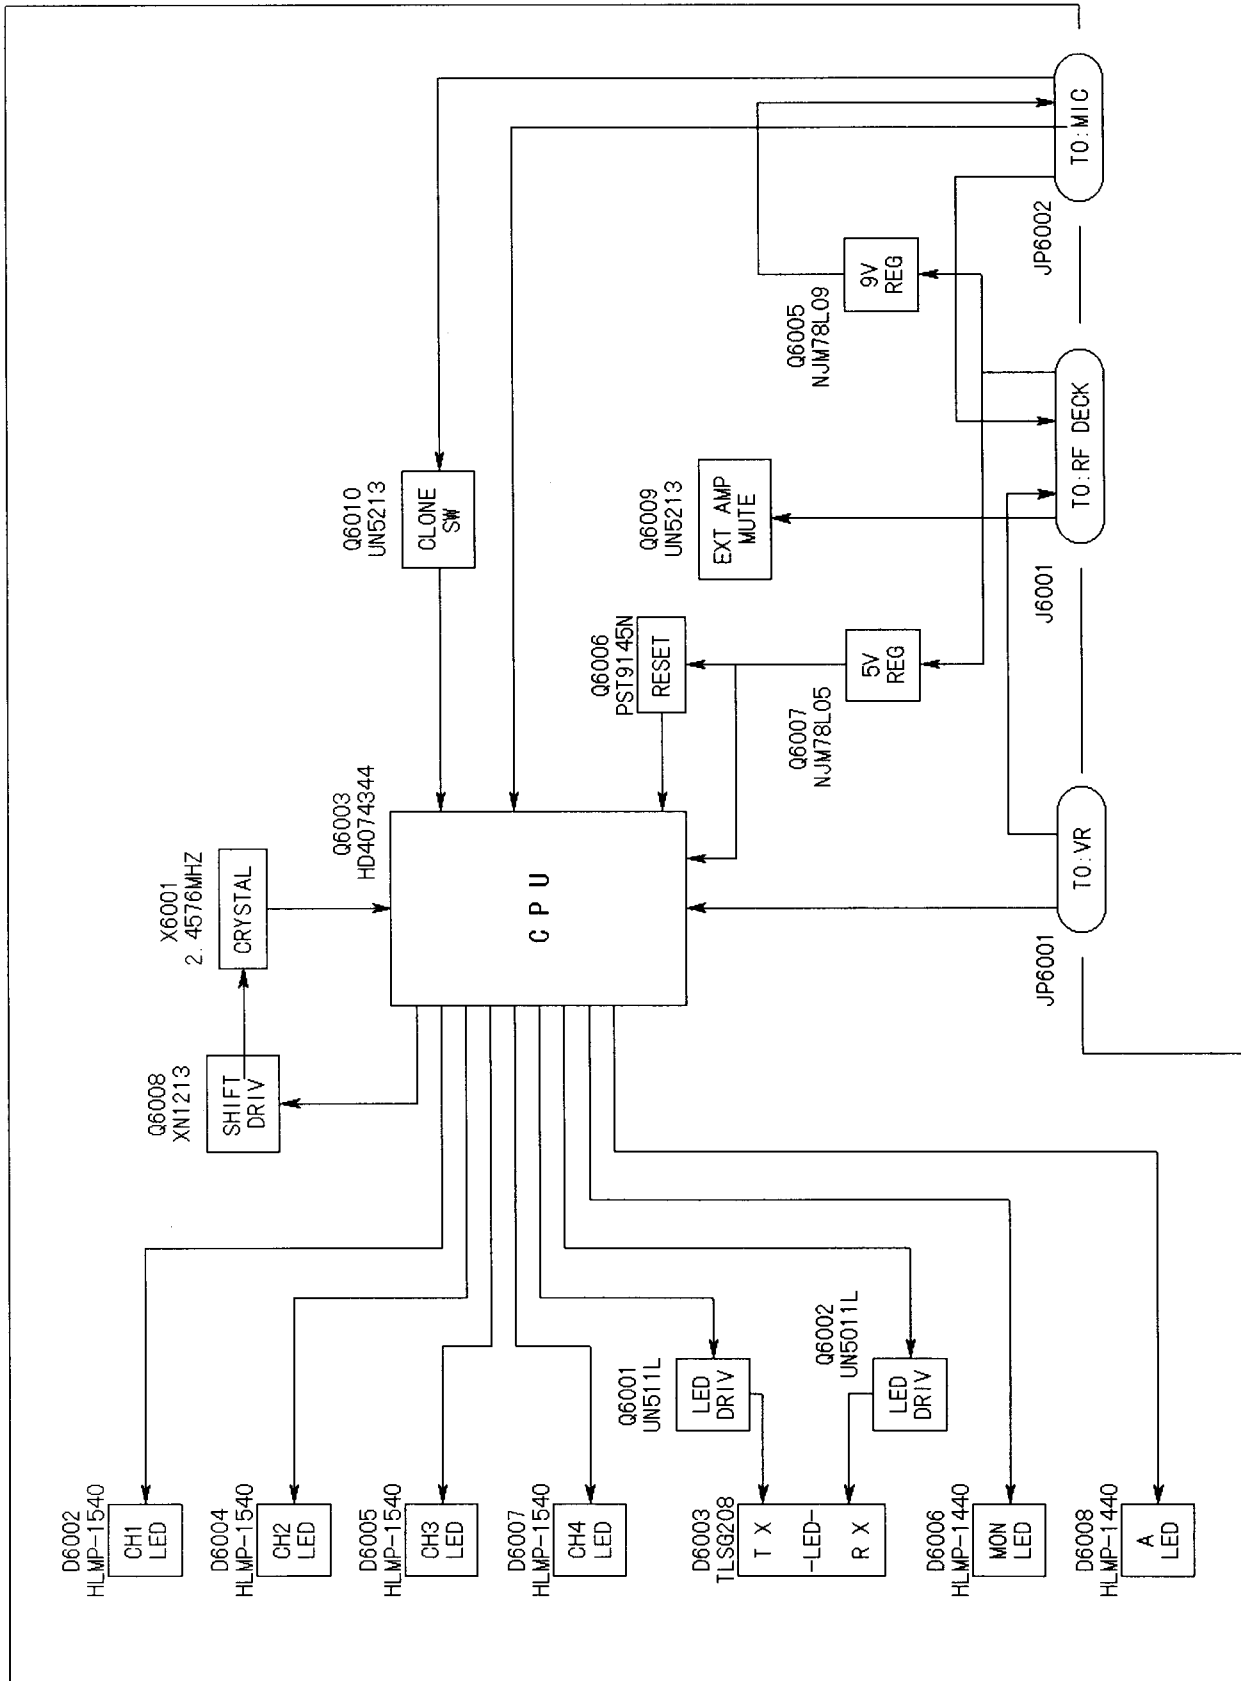 D6002
HLMP-1540
CH1
LED
D6004
HLMP-1540
CH2
LED
D6005
HLMP-1540
CH3
LED
D6007
HLMP-1540
CH4
LED
D6003
TLSG208
T X
-LED-
R X
D6006
HLMP-1440
MON
LED
D6008
HLMP-1440
A
LED
Q6001
UN511L
LED
DRIV
Q6002
UN5011L
LED
DRIV
Q6008
XN1213
SHIFT
DRIV
X6001
2.4576MHZ
CRYSTAL
Q6003
HD4074344
CPU
Q6010
UN5213
CLONE
SW
Q6006
PST9145N
RESET
Q6009
UN5213
EXT AMP
MUTE
Q6007
NJM78L05
5V
REG
Q6005
NJM78L09
9V
REG
JP6001
TO:VR
J6001
TO:RF DECK
JP6002
TO:MIC